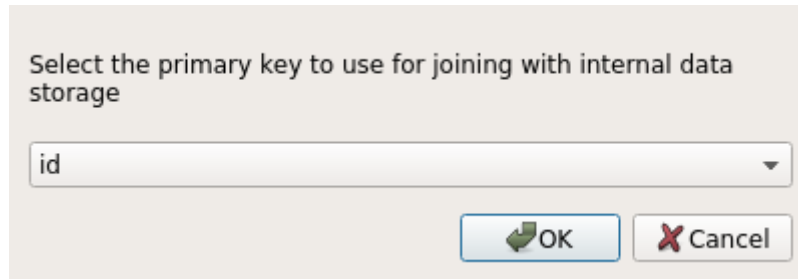 Select the primary key to use for joining with internal data
storage
id
OK
Cancel